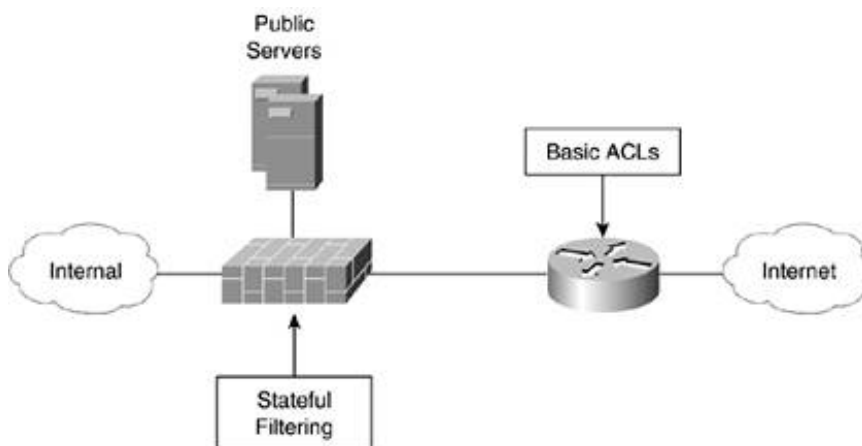 Public
Servers
Basic ACLs
Internal
Internet
Stateful
Filtering